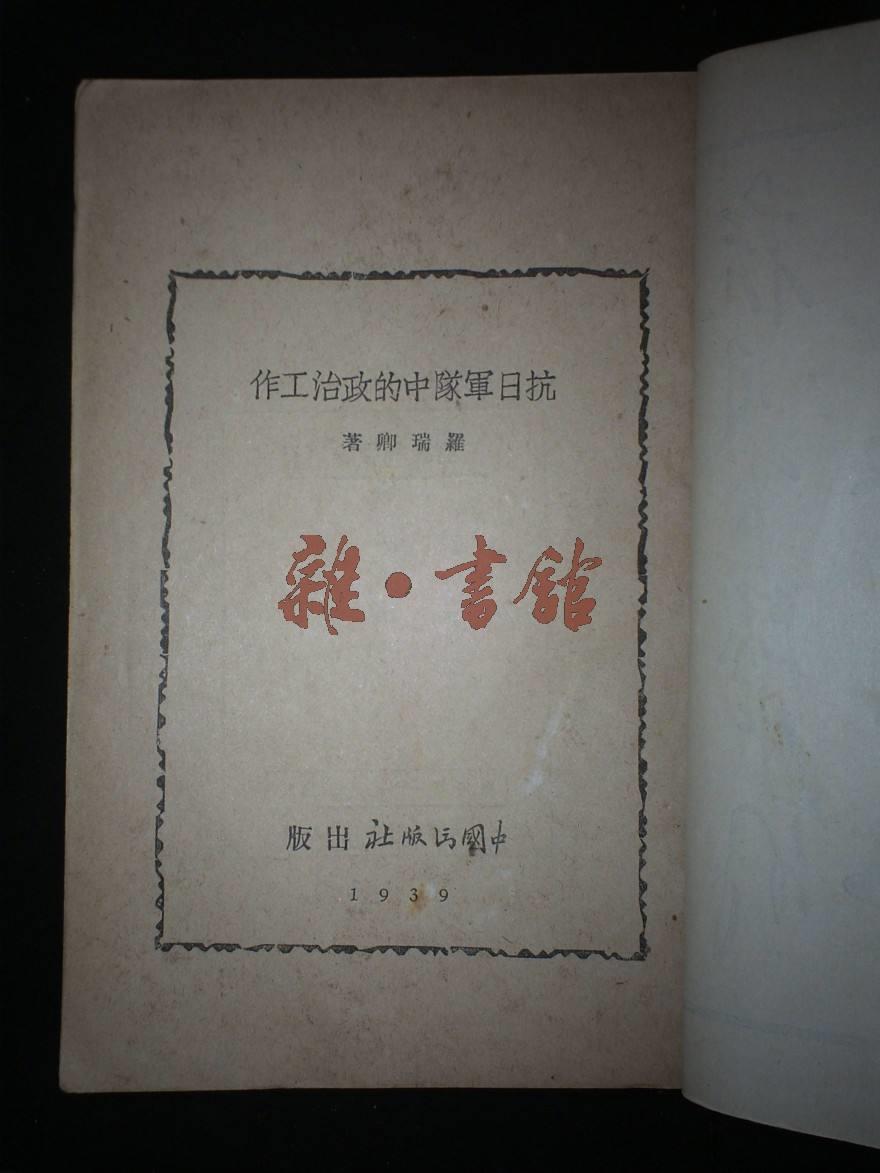 抗日軍隊中的政治工作
羅瑞卿著
雜•書舘
中國出版社出版
1939